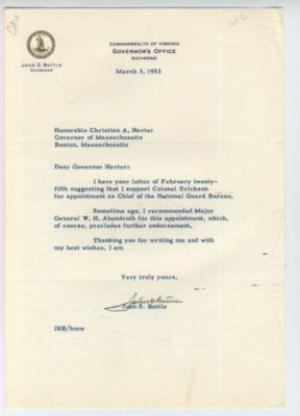 COMMONWEALTH OF VIRGINIA
GOVERNOR'S OFFICE
RICHMOND
JOHN S. BATTLE
GOVERNOR
March 3, 1953
Honorable Christian A. Herter
Governor of Massachusetts
Boston, Massachusetts
Dear Governor Herter:
I have your letter of February twenty-
fifth suggesting that I support Colonel Erickson
for appointment as Chief of the National Guard Bureau.
Sometime ago, I recommended Major
General W. H. Abendroth for this appointment, which,
of course, precludes further endorsement.
Thanking you for writing me and with
my best wishes, I am
Very truly yours,
John S. Battle
JSB/hmw